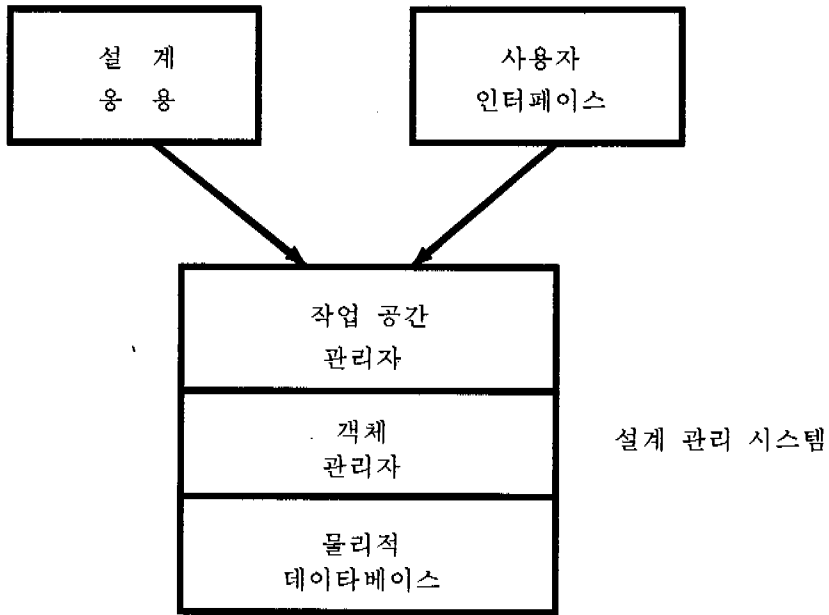 설 계
응 용
사용자
인터페이스
작업 공간
관리자
객체
관리자
설계 관리 시스템
물리적
데이타베이스